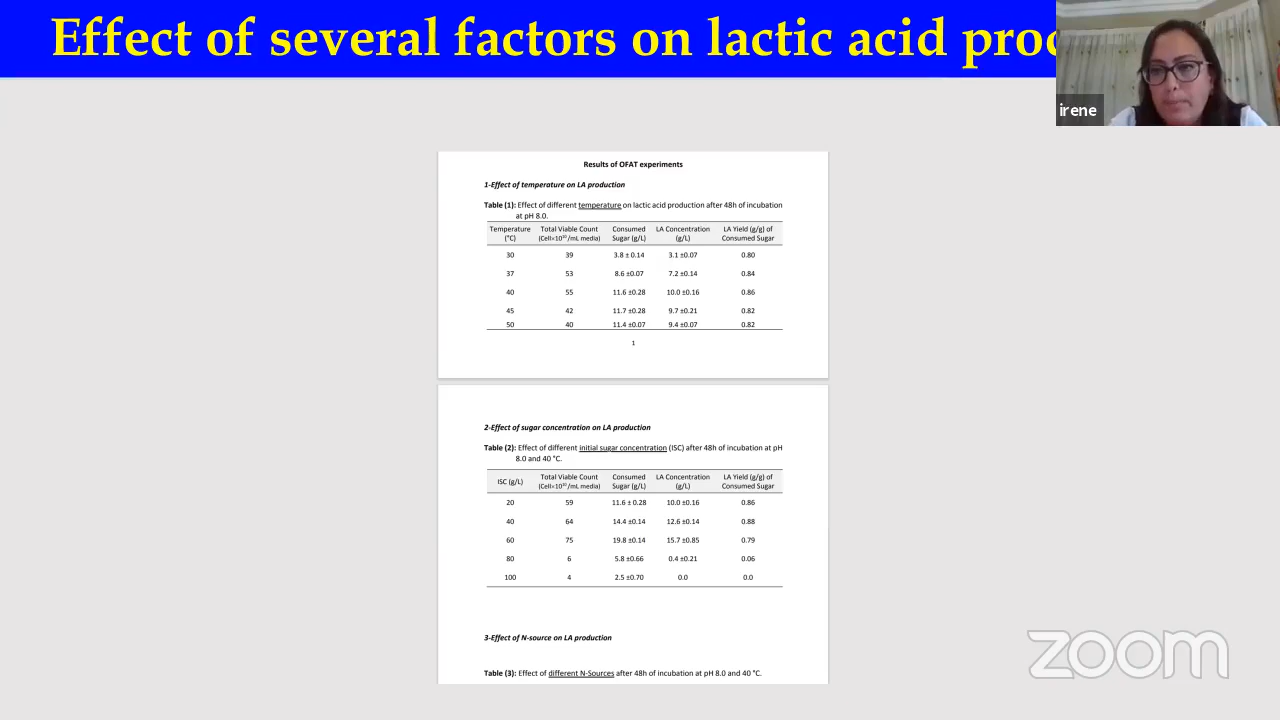 Effect of several factors on lactic acid proc
irene
Results of OFAT experiments
1-Effect of temperature on LA production
Table (1): Effect of different temperature on lactic acid production after 48h of incubation
at pH 8.0.
Temperature (°C) Total Viable Count (Cell×10¹⁰/mL media) Consumed Sugar (g/L) LA Concentration (g/L) LA Yield (g/g) of Consumed Sugar
30 39 3.8 ± 0.14 3.1 ±0.07 0.80
37 53 8.6 ±0.07 7.2 ±0.14 0.84
40 55 11.6 ±0.28 10.0 ±0.16 0.86
45 42 11.7 ±0.28 9.7 ±0.21 0.82
50 40 11.4 ±0.07 9.4 ±0.07 0.82
1
2-Effect of sugar concentration on LA production
Table (2): Effect of different initial sugar concentration (ISC) after 48h of incubation at pH
8.0 and 40 °C.
ISC (g/L) Total Viable Count (Cell×10¹⁰/mL media) Consumed Sugar (g/L) LA Concentration (g/L) LA Yield (g/g) of Consumed Sugar
20 59 11.6 ± 0.28 10.0 ±0.16 0.86
40 64 14.4 ±0.14 12.6 ±0.14 0.88
60 75 19.8 ±0.14 15.7 ±0.85 0.79
80 6 5.8 ±0.66 0.4 ±0.21 0.06
100 4 2.5 ±0.70 0.0 0.0
3-Effect of N-source on LA production
Table (3): Effect of different N-Sources after 48h of incubation at pH 8.0 and 40 °C.
zoom